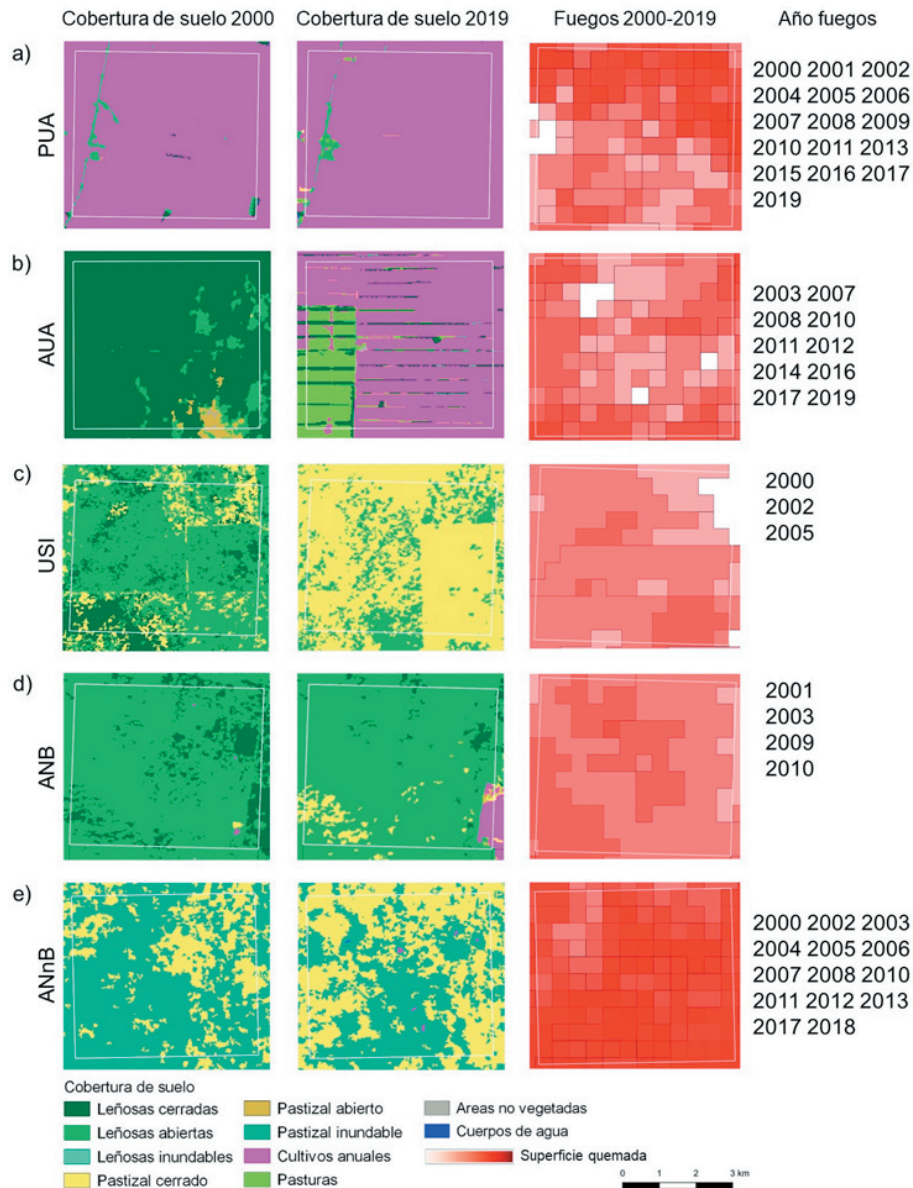 Cobertura de suelo 2000 Cobertura de suelo 2019 Fuegos 2000-2019 Año fuegos
a)
PUA
2000 2001 2002
2004 2005 2006
2007 2008 2009
2010 2011 2013
2015 2016 2017
2019
b)
AUA
2003 2007
2008 2010
2011 2012
2014 2016
2017 2019
c)
USI
2000
2002
2005
d)
ANB
2001
2003
2009
2010
e)
ANnB
2000 2002 2003
2004 2005 2006
2007 2008 2010
2011 2012 2013
2017 2018
Cobertura de suelo
Leñosas cerradas
Leñosas abiertas
Leñosas inundables
Pastizal cerrado
Pastizal abierto
Pastizal inundable
Cultivos anuales
Pasturas
Areas no vegetadas
Cuerpos de agua
Superficie quemada
0 1 2 3 km